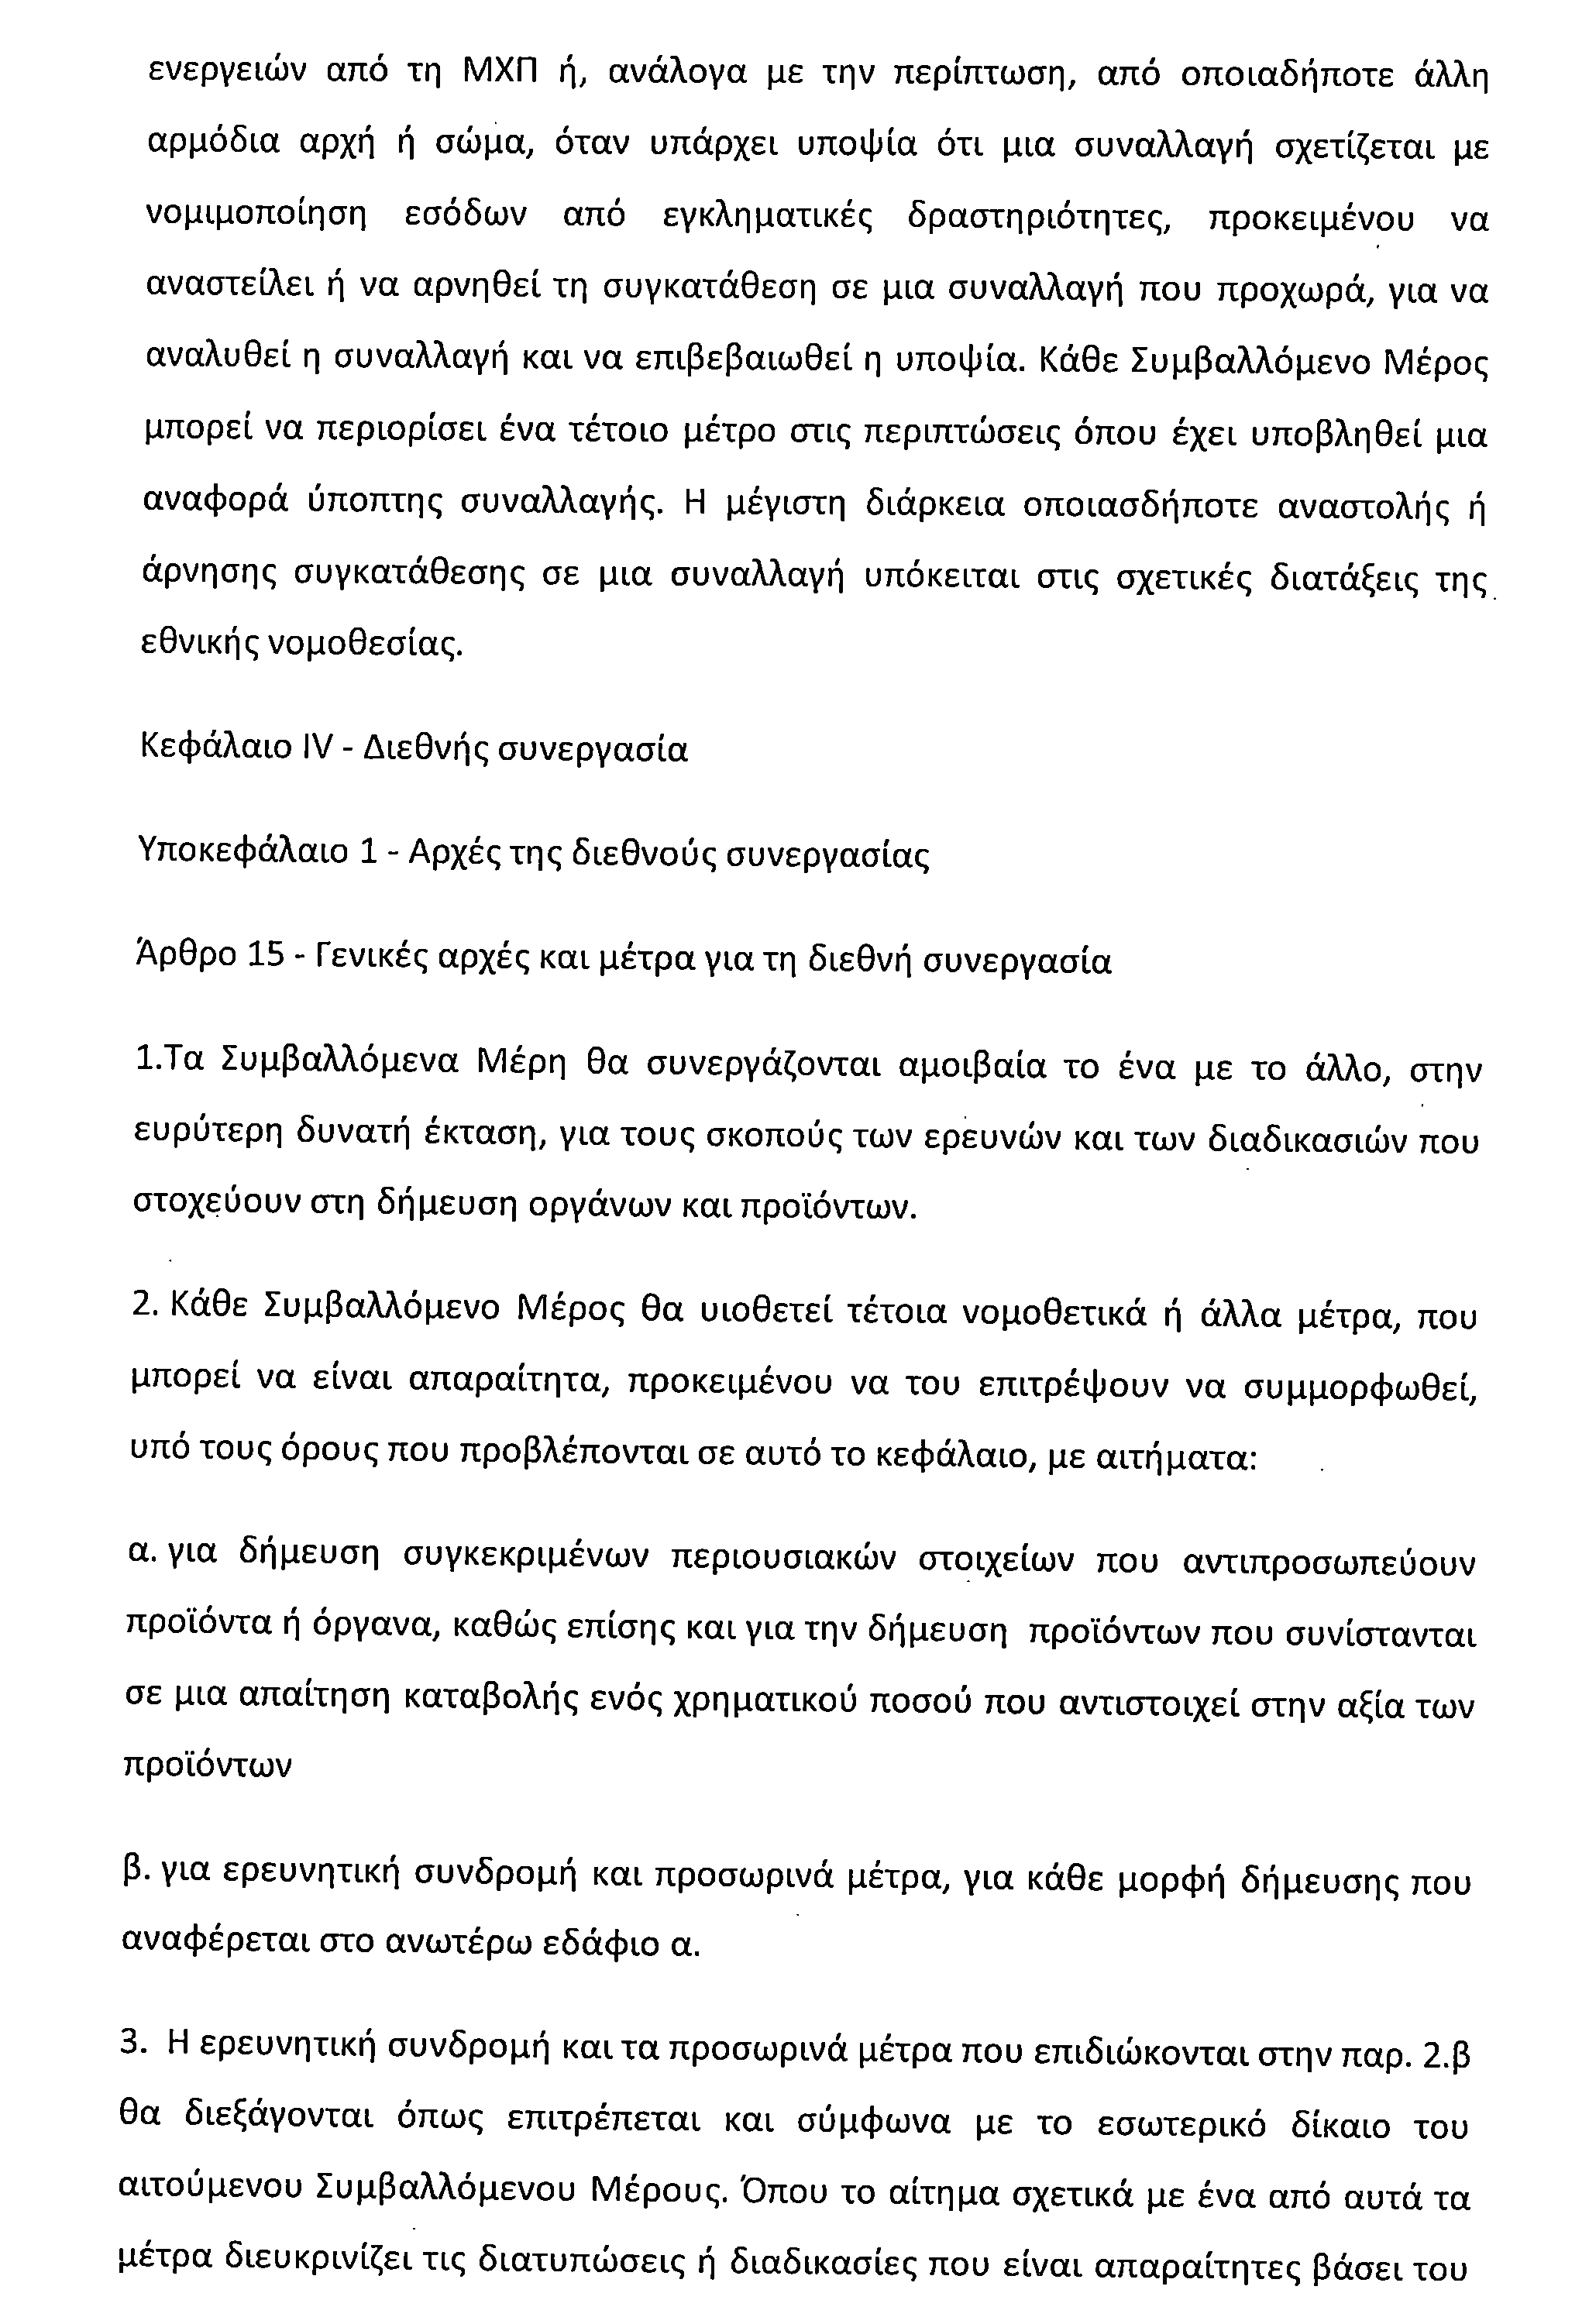 ενεργειών από τη ΜΧΠ ή, ανάλογα με την περίπτωση, από οποιαδήποτε άλλη
αρμόδια αρχή ή σώμα, όταν υπάρχει υποψία ότι μια συναλλαγή σχετίζεται με
νομιμοποίηση εσόδων από εγκληματικές δραστηριότητες, προκειμένου να
αναστείλει ή να αρνηθεί τη συγκατάθεση σε μια συναλλαγή που προχωρά, για να
αναλυθεί η συναλλαγή και να επιβεβαιωθεί η υποψία. Κάθε Συμβαλλόμενο Μέρος
μπορεί να περιορίσει ένα τέτοιο μέτρο στις περιπτώσεις όπου έχει υποβληθεί μια
αναφορά ύποπτης συναλλαγής. Η μέγιστη διάρκεια οποιασδήποτε αναστολής ή
άρνησης συγκατάθεσης σε μια συναλλαγή υπόκειται στις σχετικές διατάξεις της
εθνικής νομοθεσίας.
Κεφάλαιο IV - Διεθνής συνεργασία
Υποκεφάλαιο 1 - Αρχές της διεθνούς συνεργασίας
Άρθρο 15 - Γενικές αρχές και μέτρα για τη διεθνή συνεργασία
1.Τα Συμβαλλόμενα Μέρη θα συνεργάζονται αμοιβαία το ένα με το άλλο, στην
ευρύτερη δυνατή έκταση, για τους σκοπούς των ερευνών και των διαδικασιών που
στοχεύουν στη δήμευση οργάνων και προϊόντων.
2. Κάθε Συμβαλλόμενο Μέρος θα υιοθετεί τέτοια νομοθετικά ή άλλα μέτρα, που
μπορεί να είναι απαραίτητα, προκειμένου να του επιτρέψουν να συμμορφωθεί,
υπό τους όρους που προβλέπονται σε αυτό το κεφάλαιο, με αιτήματα:
α. για δήμευση συγκεκριμένων περιουσιακών στοιχείων που αντιπροσωπεύουν
προϊόντα ή όργανα, καθώς επίσης και για την δήμευση προϊόντων που συνίστανται
σε μια απαίτηση καταβολής ενός χρηματικού ποσού που αντιστοιχεί στην αξία των
προϊόντων
β. για ερευνητική συνδρομή και προσωρινά μέτρα, για κάθε μορφή δήμευσης που
αναφέρεται στο ανωτέρω εδάφιο α.
3. Η ερευνητική συνδρομή και τα προσωρινά μέτρα που επιδιώκονται στην παρ. 2.β
θα διεξάγονται όπως επιτρέπεται και σύμφωνα με το εσωτερικό δίκαιο του
αιτούμενου Συμβαλλόμενου Μέρους. Όπου το αίτημα σχετικά με ένα από αυτά τα
μέτρα διευκρινίζει τις διατυπώσεις ή διαδικασίες που είναι απαραίτητες βάσει του